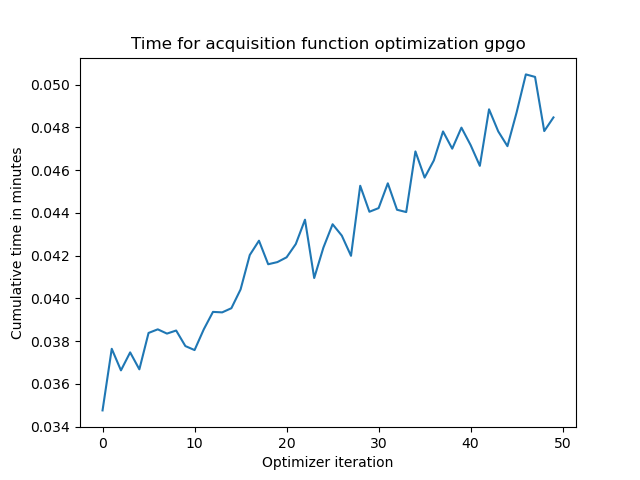 Time for acquisition function optimization gpgo
0.050
0.048
0.046
0.044
0.042
0.040
0.038
0.036
0.034
Cumulative time in minutes
0 10 20 30 40 50
Optimizer iteration